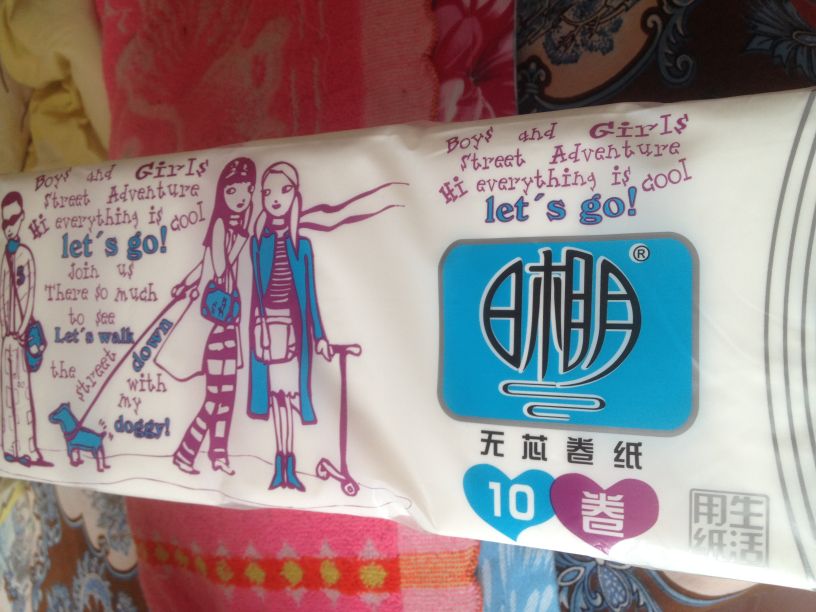 Boys and Girls
Street Adventure
Hi everything is Cool
let´s go!
Join us
There so much
to see
Let´s walk
down
the street
with
my
doggy!
Boys and Girls
Street Adventure
Hi everything is Cool
let´s go!
日相月®
无芯卷纸
10卷
生活
用纸